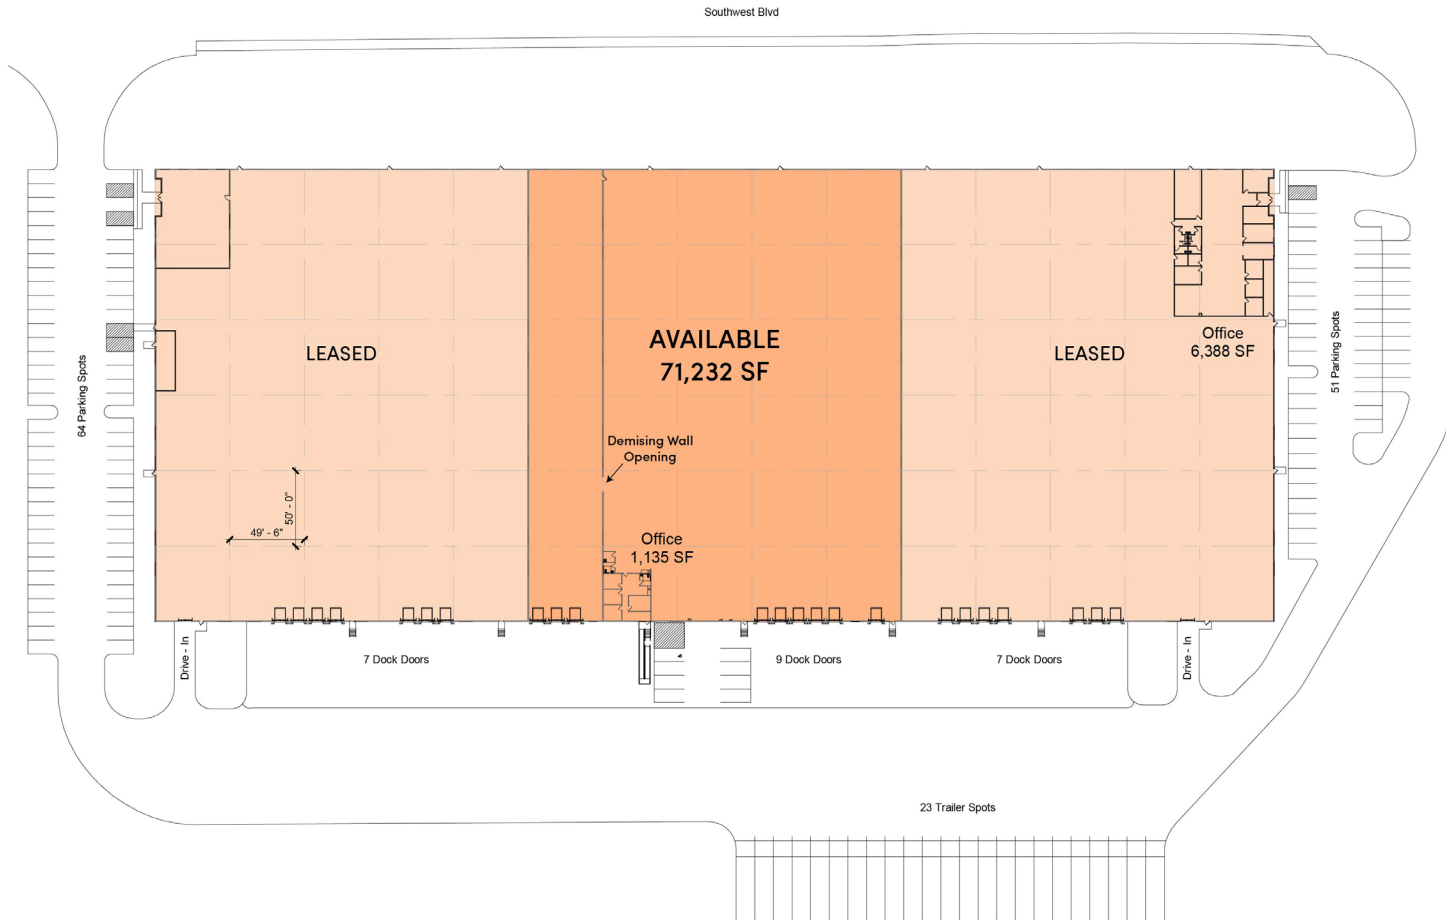 Southwest Blvd
LEASED
AVAILABLE
71,232 SF
LEASED
Office
6,388 SF
64 Parking Spots
51 Parking Spots
Demising Wall
Opening
50' - 0"
49' - 6"
Office
1,135 SF
Drive - In
7 Dock Doors
9 Dock Doors
7 Dock Doors
Drive - In
23 Trailer Spots